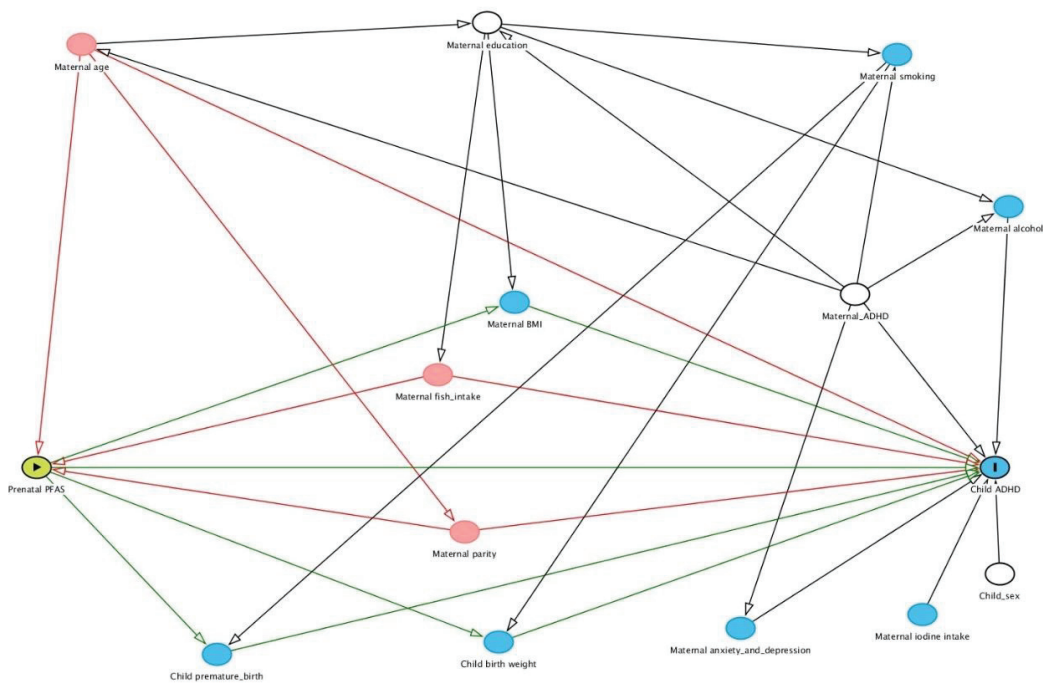 Maternal education
Maternal age
Maternal smoking
Maternal alcohol
Maternal_ADHD
Maternal BMI
Maternal fish_intake
Prenatal PFAS
Child ADHD
Maternal parity
Child_sex
Maternal iodine intake
Maternal anxiety_and_depression
Child birth weight
Child premature_birth